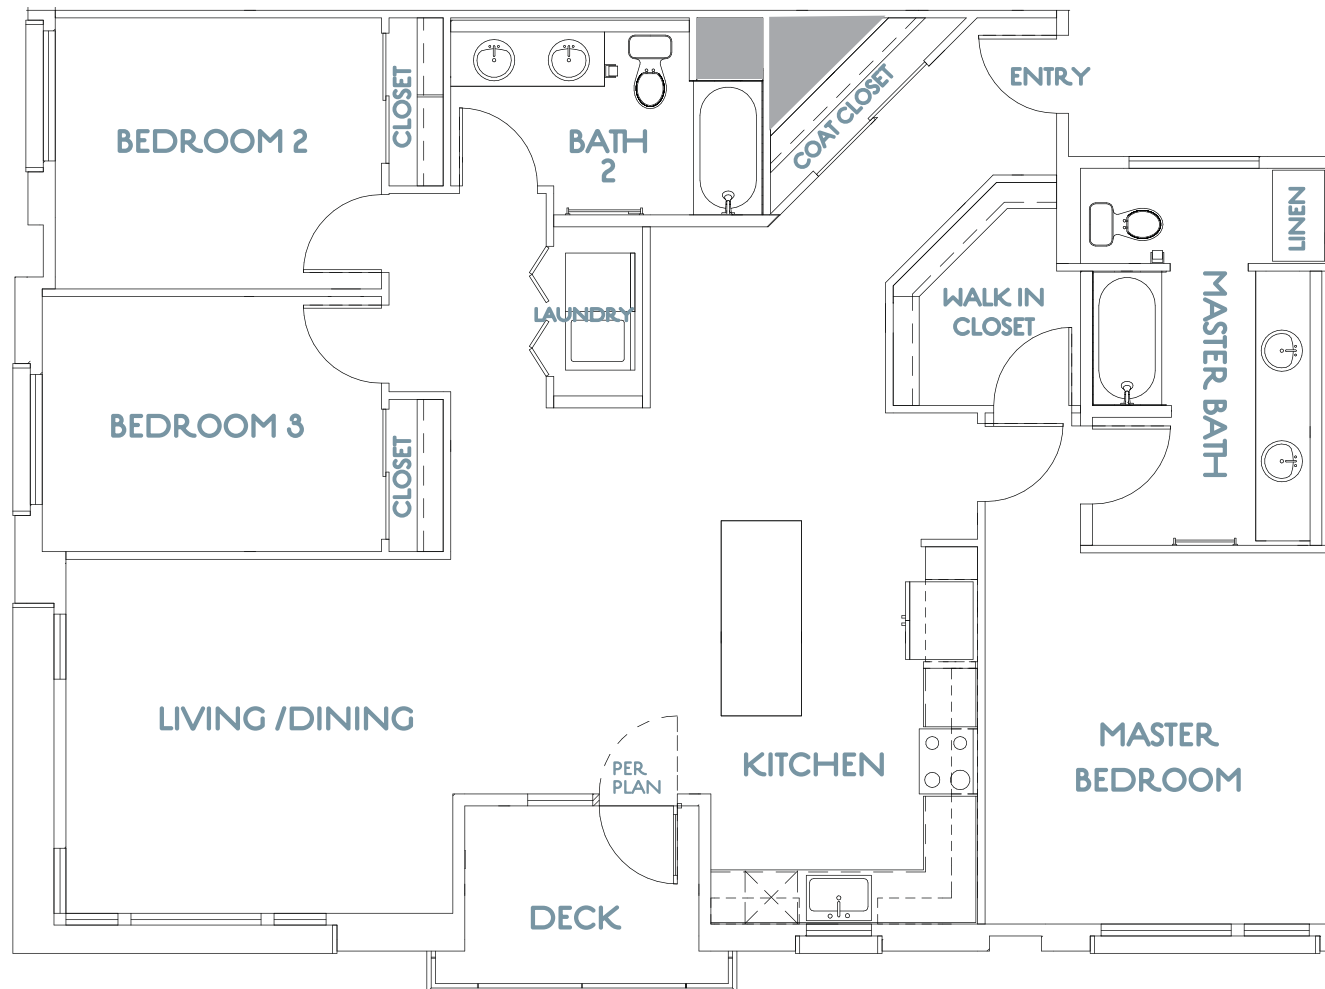 ENTRY
CLOSET
COAT CLOSET
BEDROOM 2
BATH
2
LINEN
WALK IN
CLOSET
LAUNDRY
MASTER BATH
BEDROOM 3
CLOSET
LIVING /DINING
MASTER
BEDROOM
KITCHEN
PER
PLAN
DECK